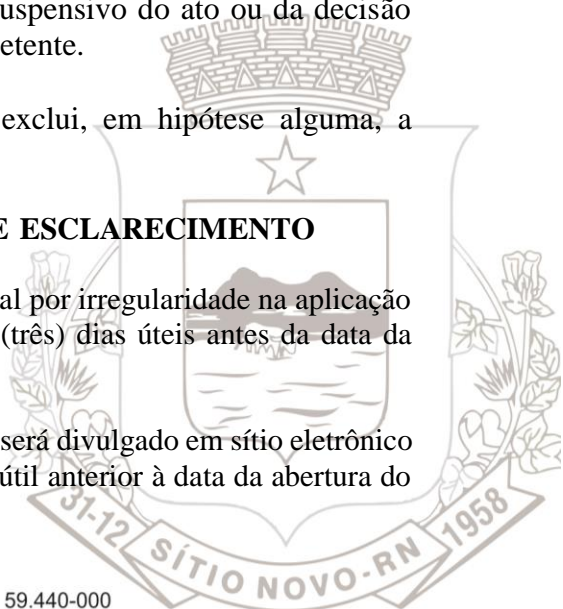 uspensivo do ato ou da decisão
etente.
exclui, em hipótese alguma, a
E ESCLARECIMENTO
al por irregularidade na aplicação
(três) dias úteis antes da data da
será divulgado em sítio eletrônico
útil anterior à data da abertura do
31-12 SÍTIO NOVO-RN 1958
59.440-000